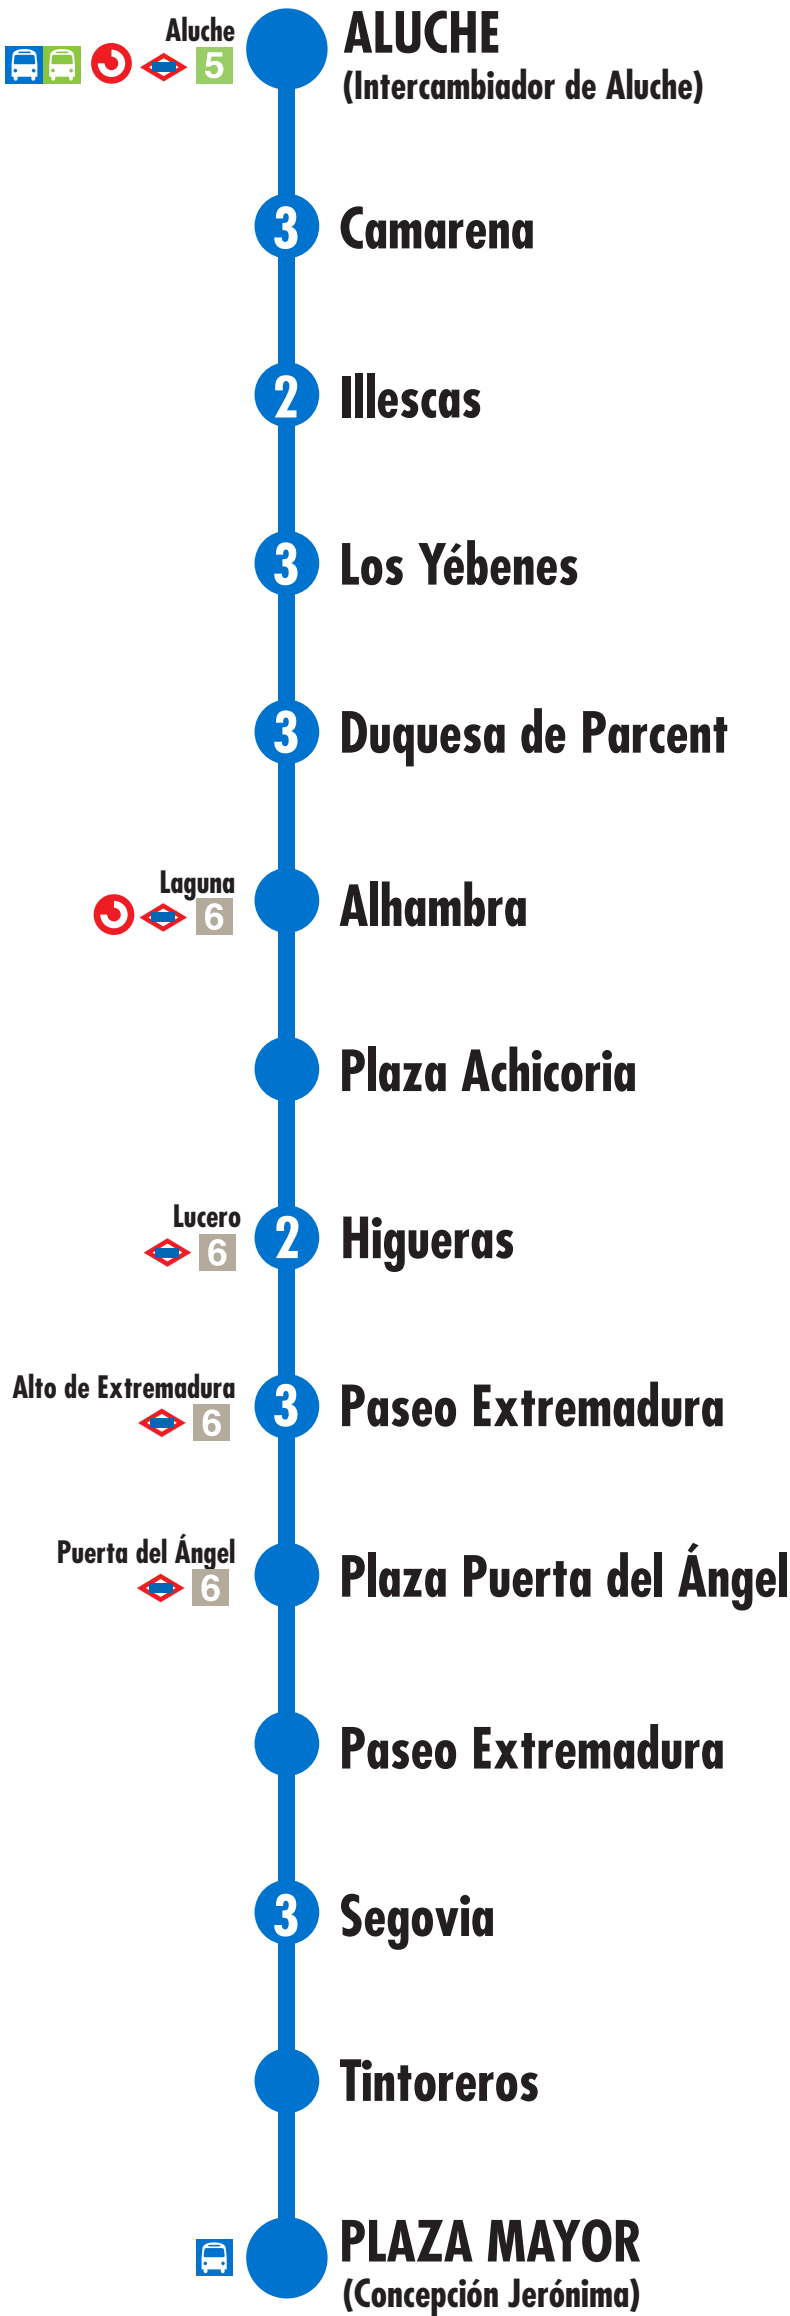 Aluche
5
ALUCHE
(Intercambiador de Aluche)
3 Camarena
2 Illescas
3 Los Yébenes
3 Duquesa de Parcent
Laguna
6
Alhambra
Plaza Achicoria
Lucero
6
2 Higueras
Alto de Extremadura
6
3 Paseo Extremadura
Puerta del Ángel
6
Plaza Puerta del Ángel
Paseo Extremadura
3 Segovia
Tintoreros
PLAZA MAYOR
(Concepción Jerónima)